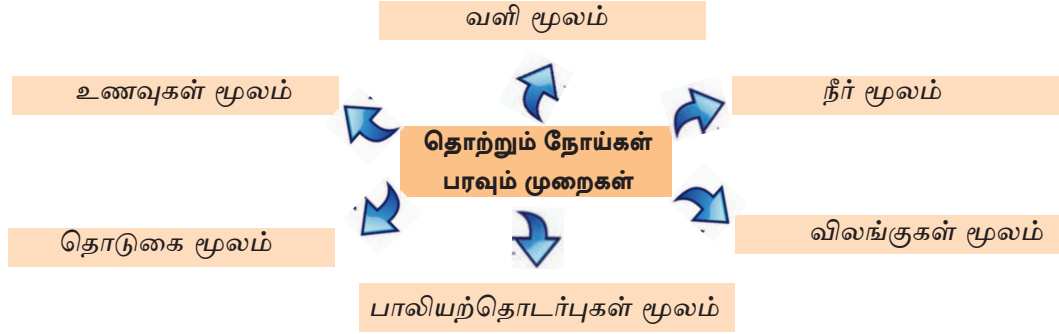 வளி மூலம்
உணவுகள் மூலம்
நீர் மூலம்
தொற்றும் நோய்கள்
பரவும் முறைகள்
தொடுகை மூலம்
விலங்குகள் மூலம்
பாலியற்தொடர்புகள் மூலம்